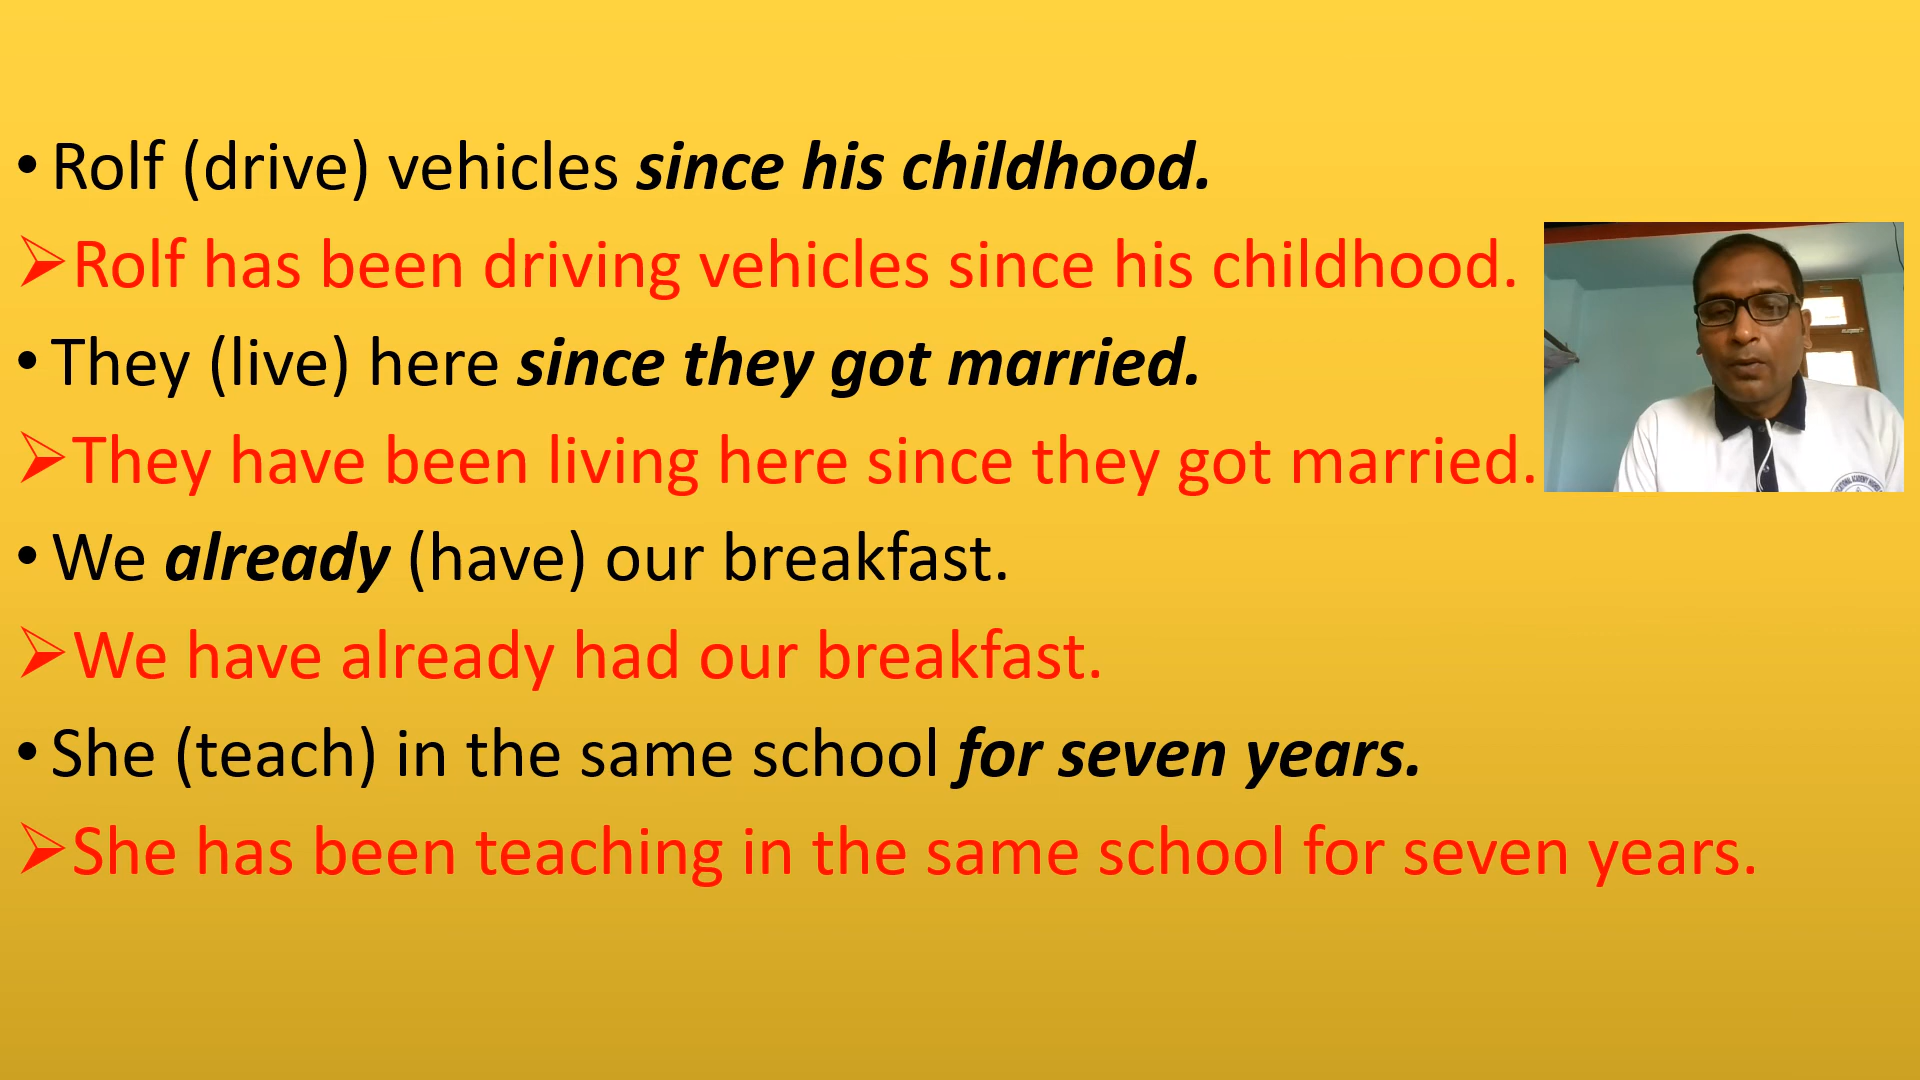 • Rolf (drive) vehicles since his childhood.
➢Rolf has been driving vehicles since his childhood.
• They (live) here since they got married.
➢They have been living here since they got married.
• We already (have) our breakfast.
➢We have already had our breakfast.
• She (teach) in the same school for seven years.
➢She has been teaching in the same school for seven years.